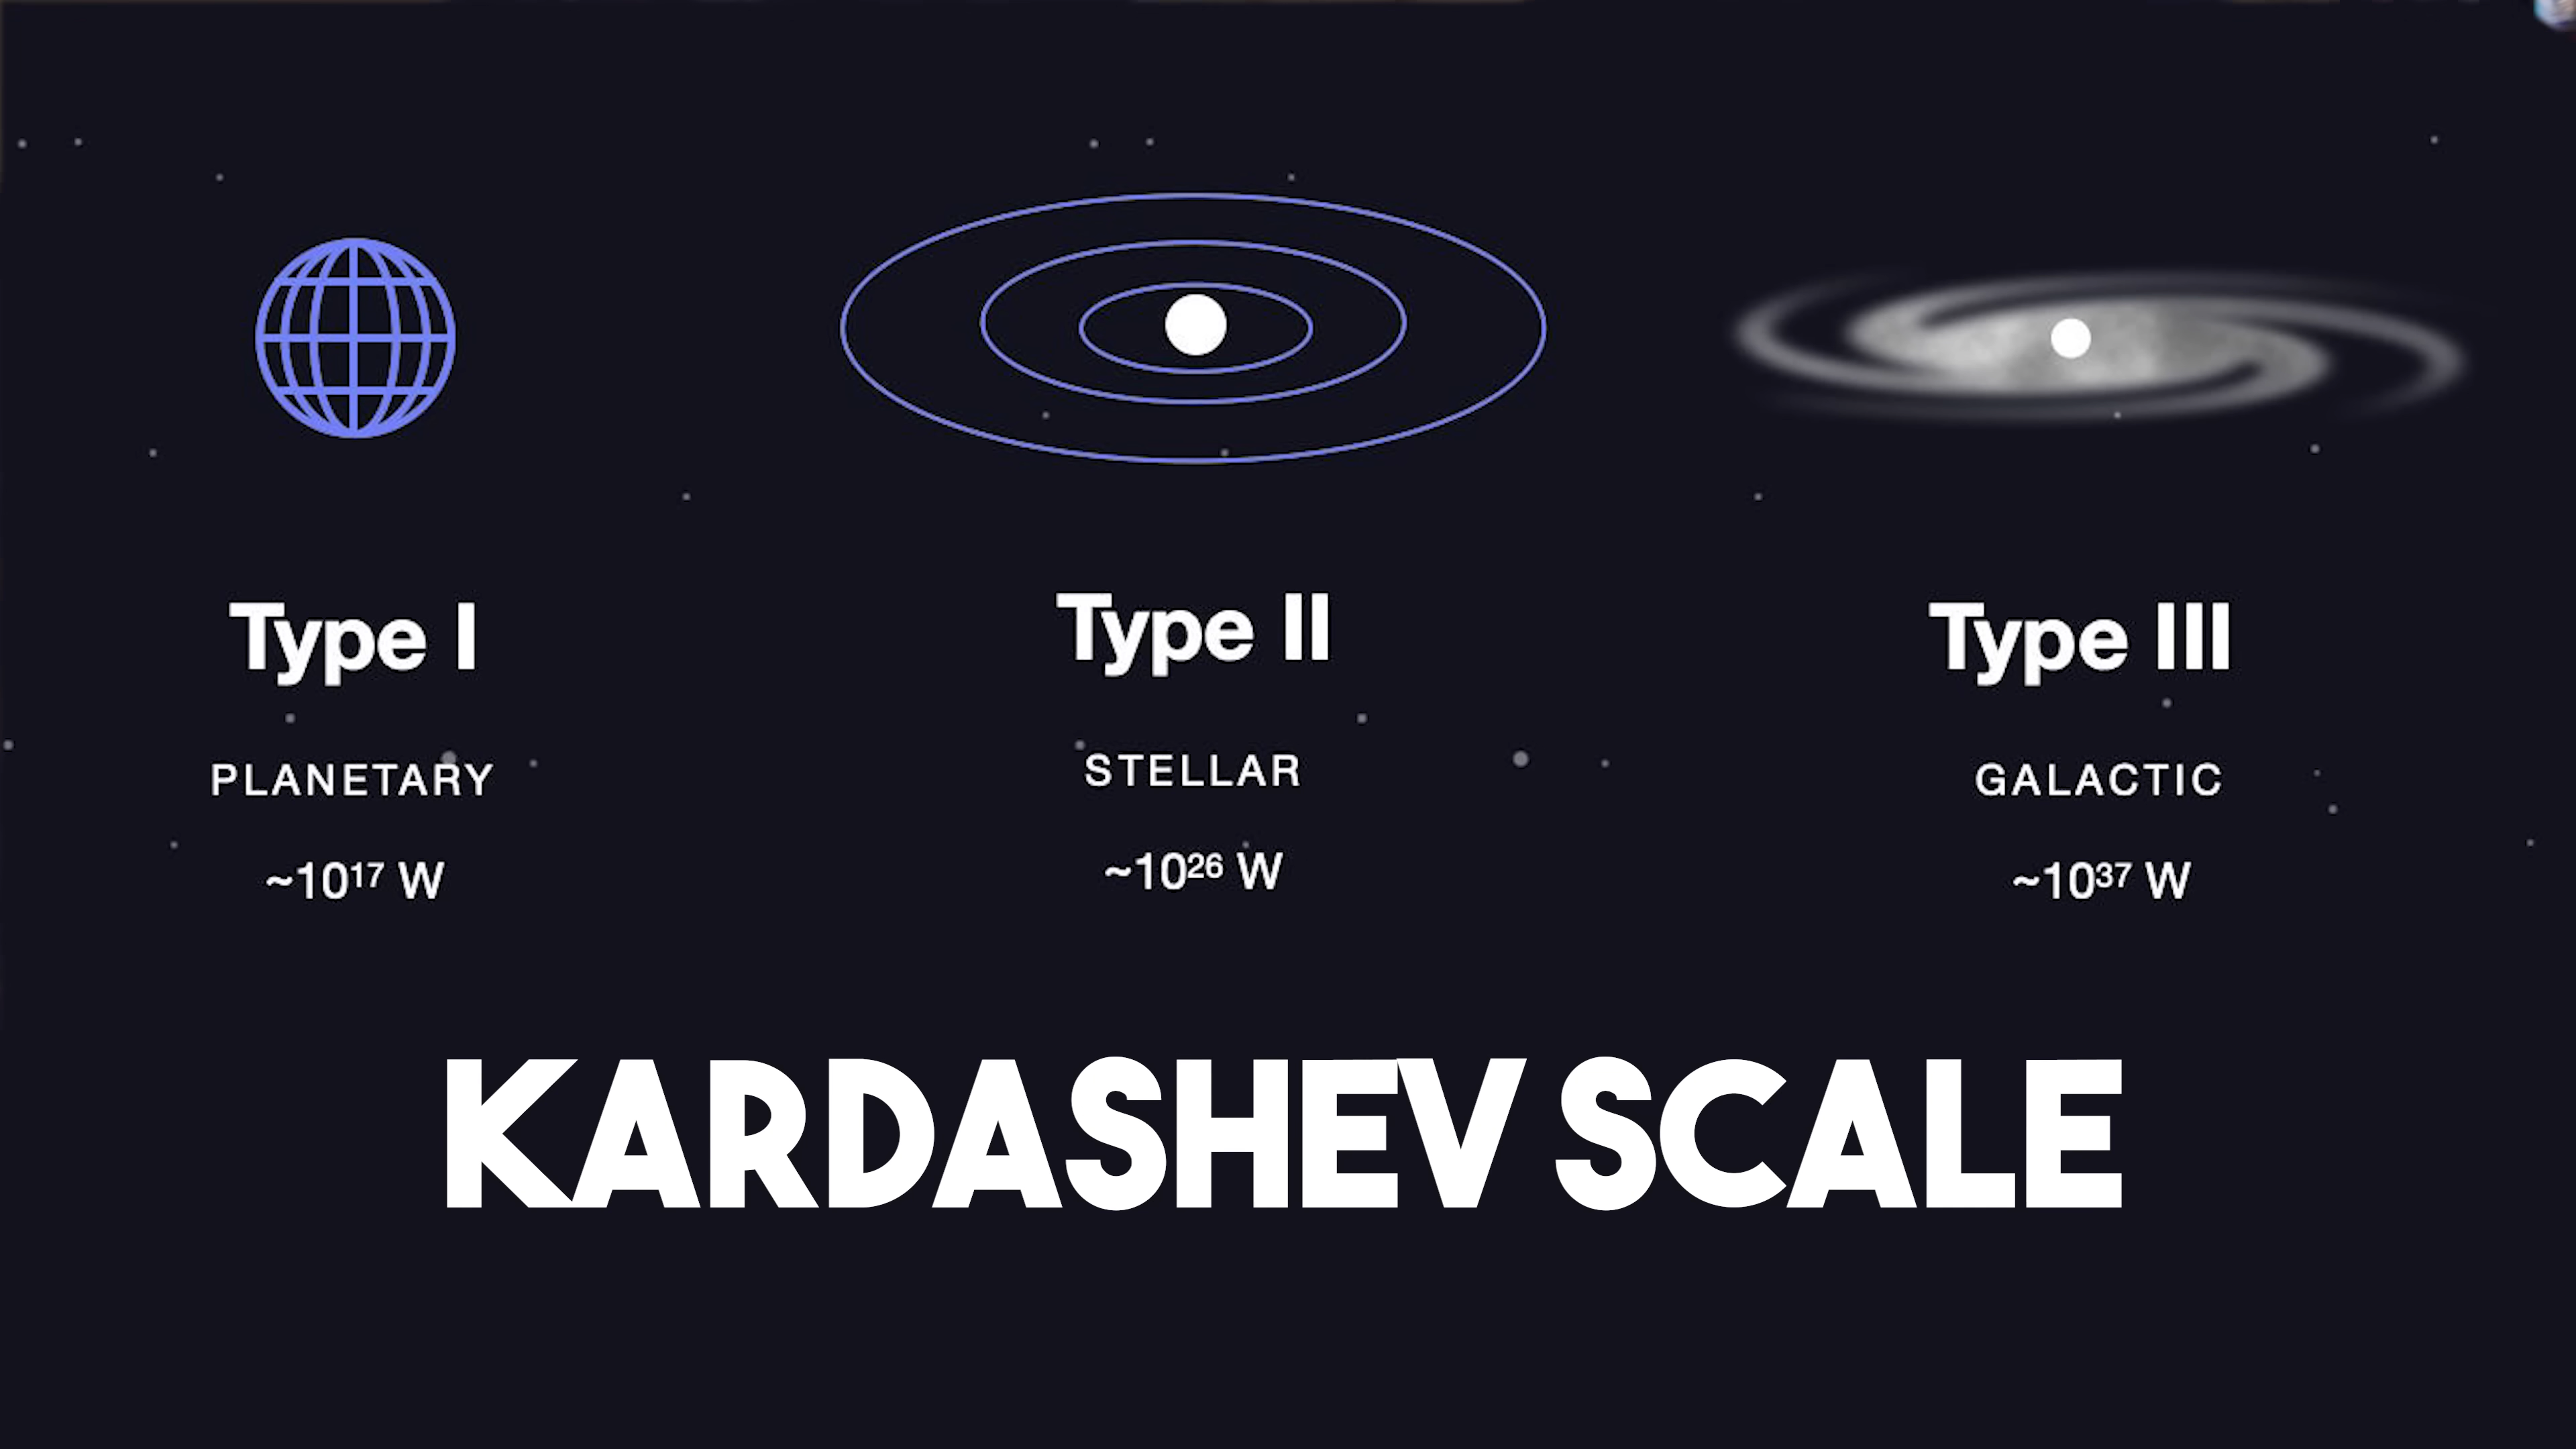 Type I
PLANETARY
~10¹⁷ W
Type II
STELLAR
~10²⁶ W
Type III
GALACTIC
~10³⁷ W
KARDASHEV SCALE